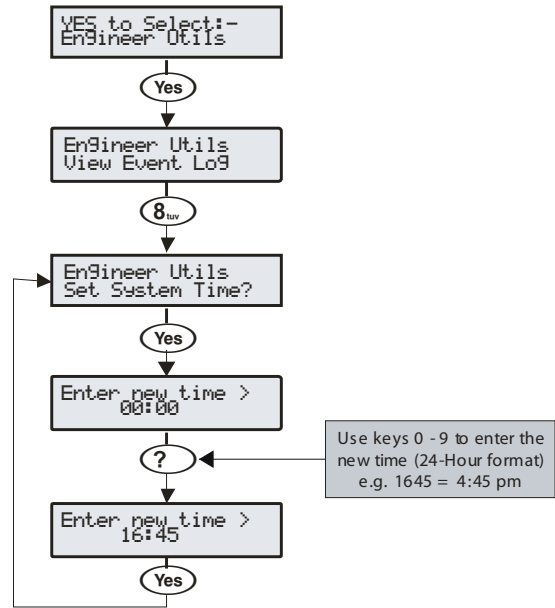 YES to Select:-
Engineer Utils
Yes
Engineer Utils
View Event Log
8tuv
Engineer Utils
Set System Time?
Yes
Enter new time >
00:00
?
Use keys 0 - 9 to enter the
new time (24-Hour format)
e.g. 1645 = 4:45 pm
Enter new time >
16:45
Yes